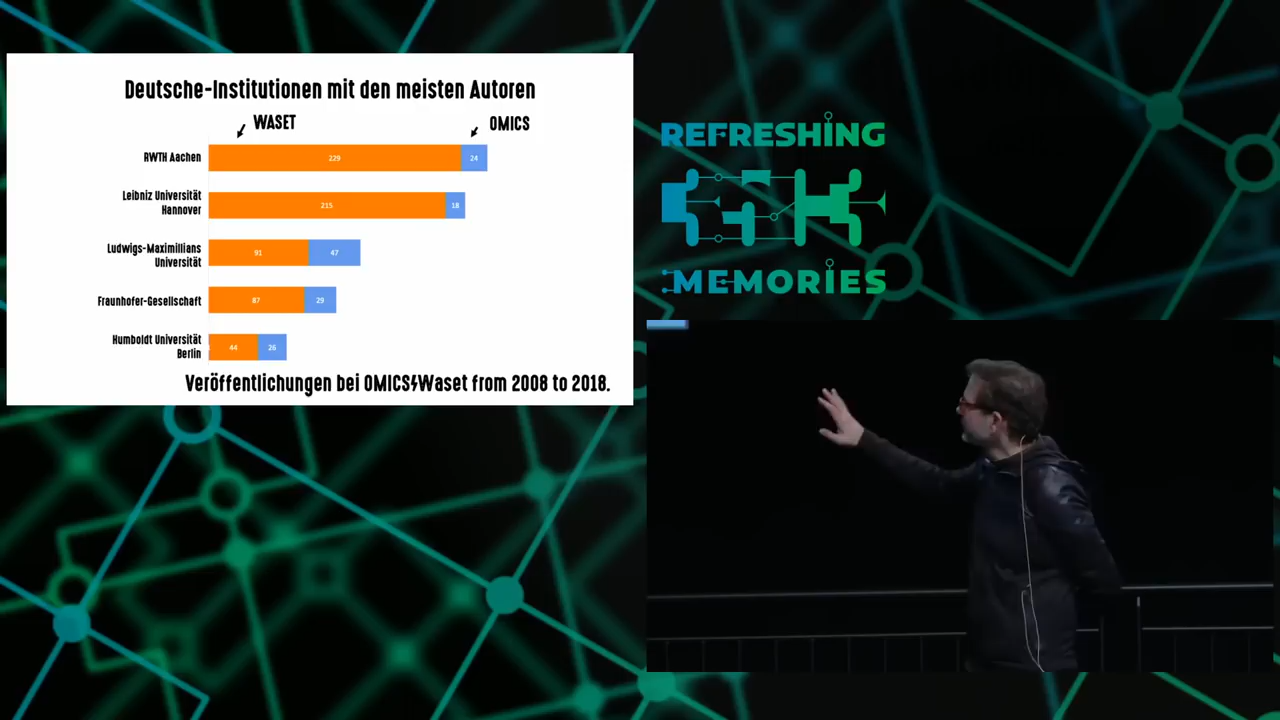 Deutsche-Institutionen mit den meisten Autoren
WASET
OMICS
RWTH Aachen
229
24
Leibniz Universität
Hannover
215
18
Ludwigs-Maximillians
Universität
91
47
Fraunhofer-Gesellschaft
87
29
Humboldt Universität
Berlin
44
26
Veröffentlichungen bei OMICS/Waset from 2008 to 2018.
REFRESHING
MEMORIES